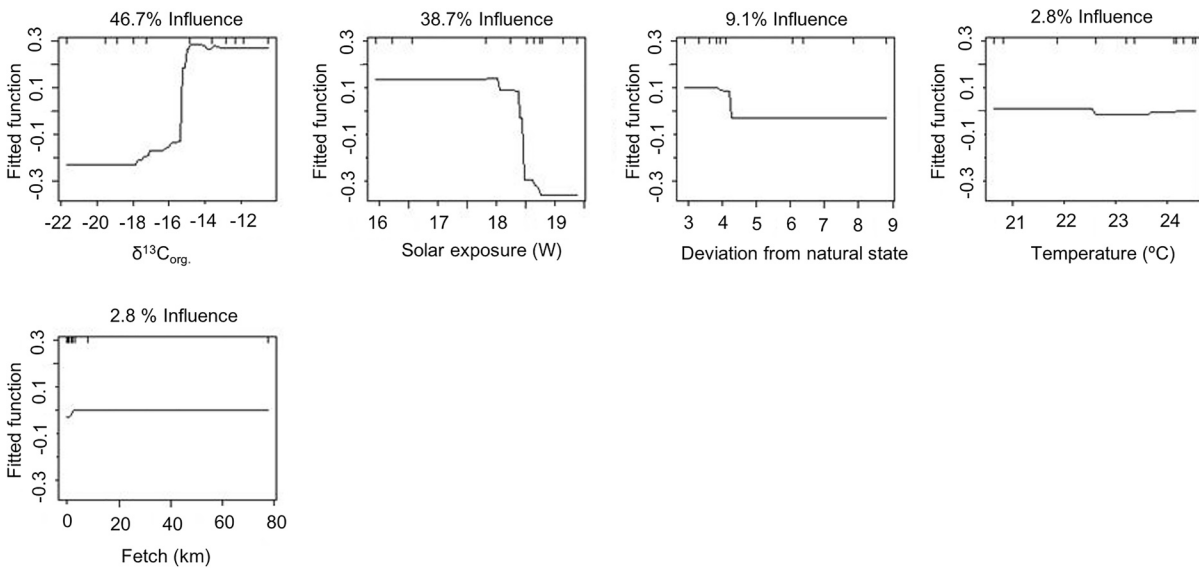 46.7% Influence
38.7% Influence
9.1% Influence
2.8% Influence
Fitted function
0.3
0.1
-0.1
-0.3
Fitted function
0.3
0.1
-0.1
-0.3
Fitted function
0.3
0.1
-0.1
-0.3
Fitted function
0.3
0.1
-0.1
-0.3
-22 -20 -18 -16 -14 -12
16 17 18 19
3 4 5 6 7 8 9
21 22 23 24
δ¹³Corg.
Solar exposure (W)
Deviation from natural state
Temperature (ºC)
2.8 % Influence
Fitted function
0.3
0.1
-0.1
-0.3
0 20 40 60 80
Fetch (km)